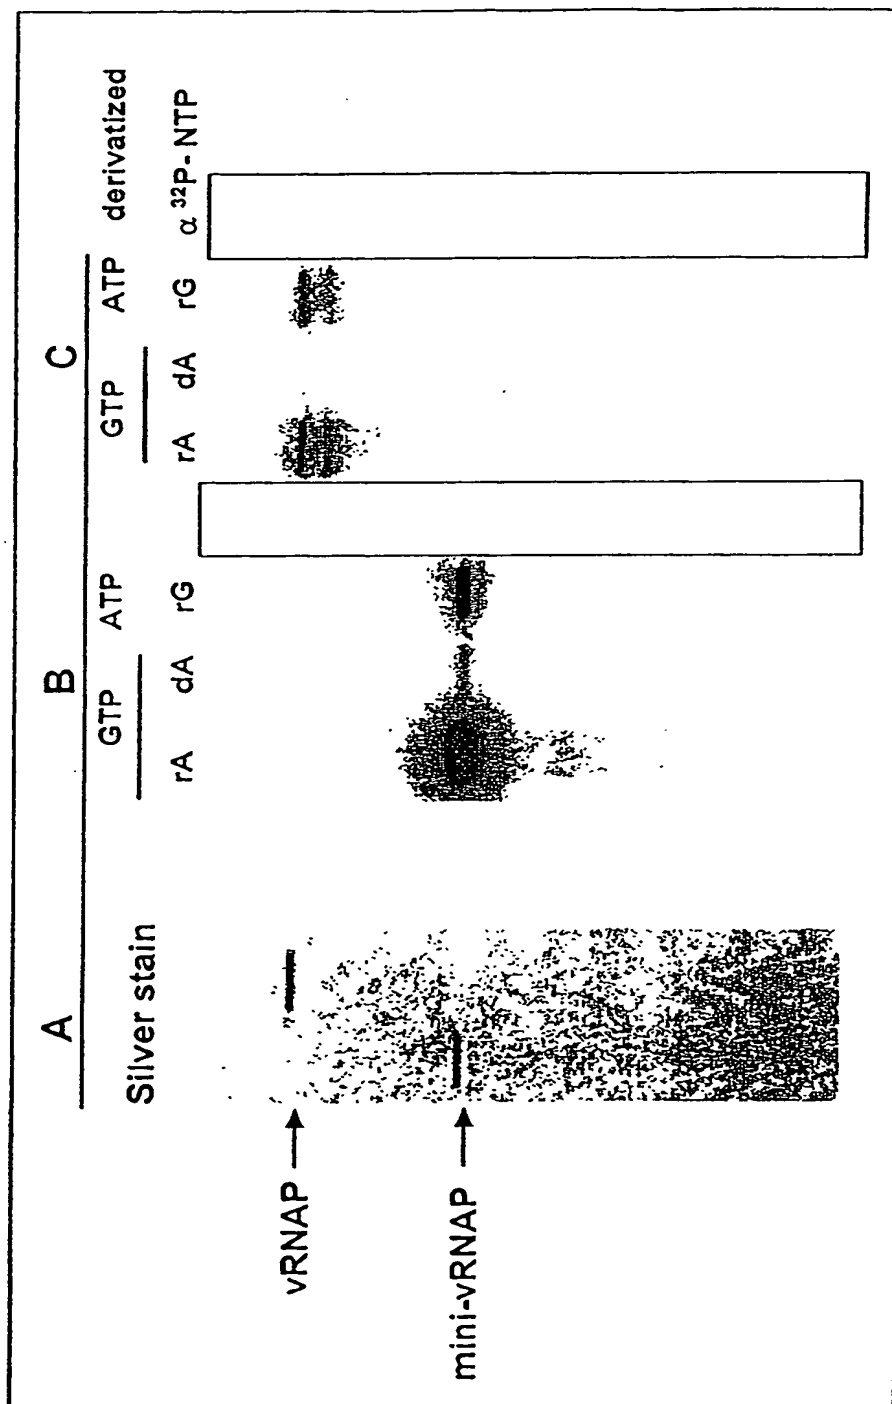 A B C
Silver stain GTP ATP GTP ATP derivatized
rA dA rG rA dA rG α ³²P-NTP
vRNAP
mini-vRNAP